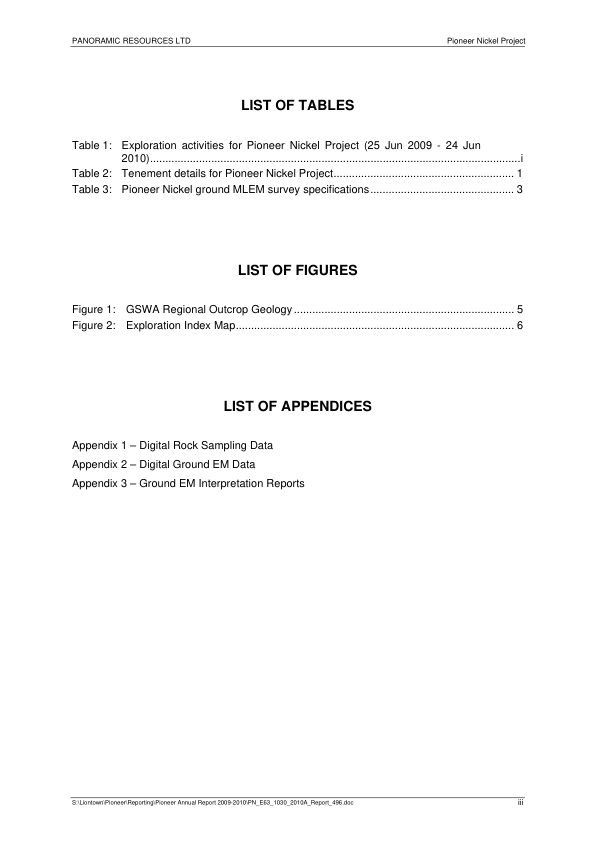 PANORAMIC RESOURCES LTD Pioneer Nickel Project
LIST OF TABLES
Table 1: Exploration activities for Pioneer Nickel Project (25 Jun 2009 - 24 Jun
2010)..........................................................................................................................i
Table 2: Tenement details for Pioneer Nickel Project........................................................... 1
Table 3: Pioneer Nickel ground MLEM survey specifications............................................... 3
LIST OF FIGURES
Figure 1: GSWA Regional Outcrop Geology ........................................................................ 5
Figure 2: Exploration Index Map........................................................................................... 6
LIST OF APPENDICES
Appendix 1 – Digital Rock Sampling Data
Appendix 2 – Digital Ground EM Data
Appendix 3 – Ground EM Interpretation Reports
S:\Liontown\Pioneer\Reporting\Pioneer Annual Report 2009-2010\PN_E63_1030_2010A_Report_496.doc iii